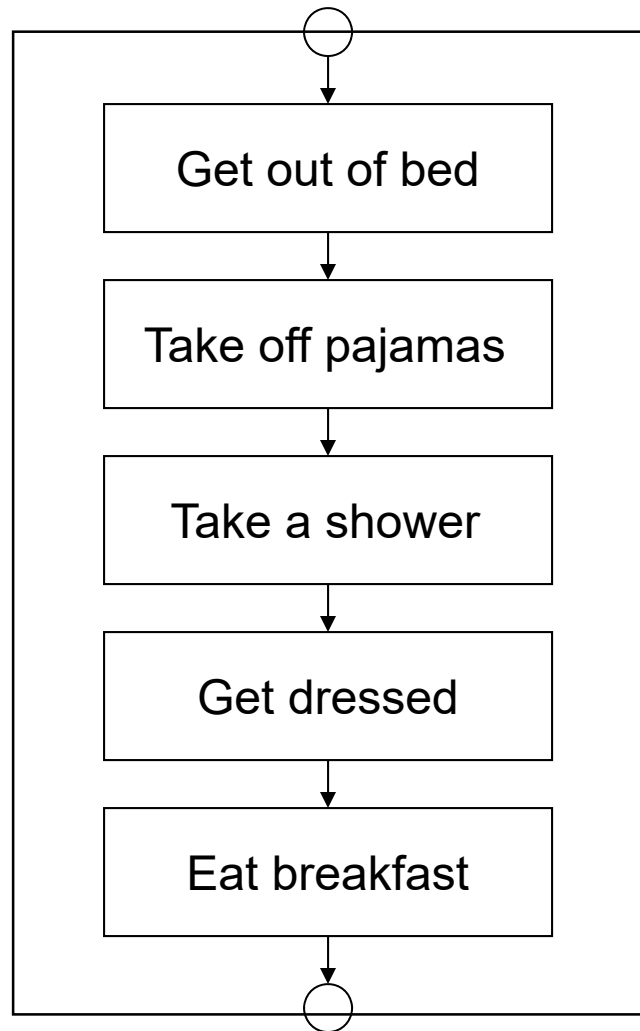 Get out of bed
Take off pajamas
Take a shower
Get dressed
Eat breakfast